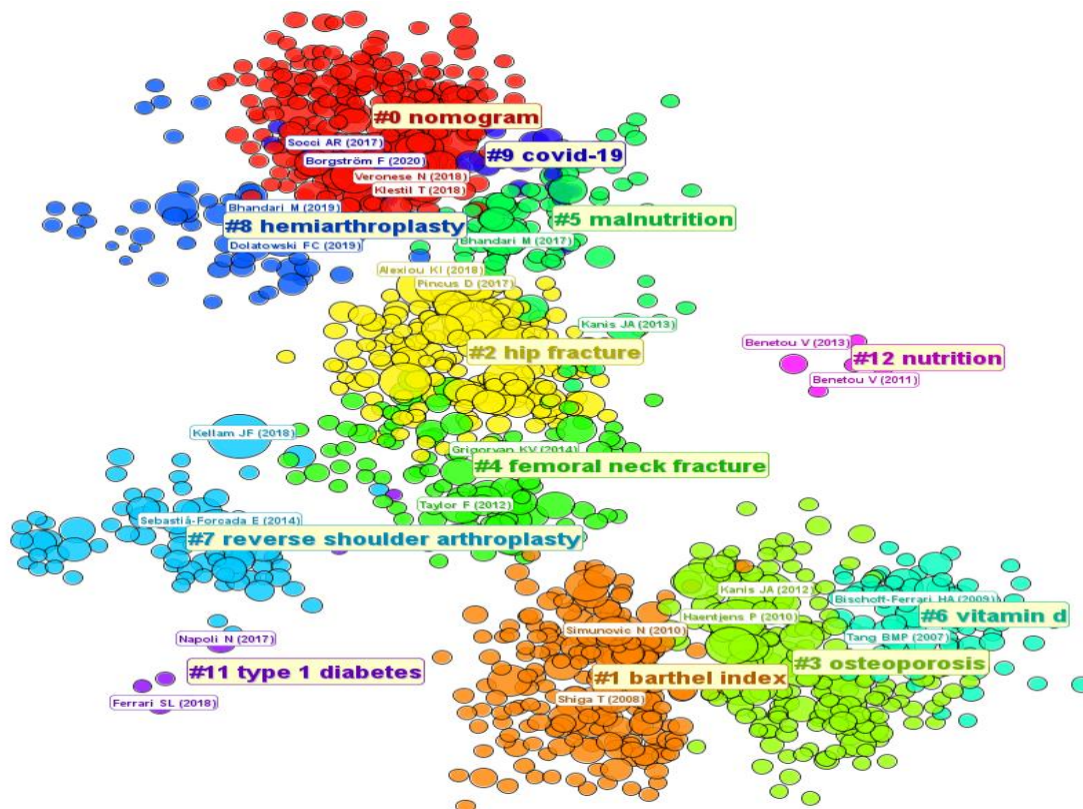 #0 nomogram
Socci AR (2017)
#9 covid-19
Borgström F (2020)
Veronese N (2018)
Klestil T (2018)
Bhandari M (2019)
#5 malnutrition
#8 hemiarthroplasty
Bhandari M (2017)
Dolatowski FC (2019)
Alexiou KI (2018)
Pincus D (2017)
Kanis JA (2013)
Benetou V (2013)
#2 hip fracture
#12 nutrition
Benetou V (2011)
Kellam JF (2018)
Grigoryan KV (2014)
#4 femoral neck fracture
Taylor F (2012)
Sebastiá-Forcada E (2014)
#7 reverse shoulder arthroplasty
Kanis JA (2012)
Bischoff-Ferrari HA (2009)
Haentjens P (2010)
#6 vitamin d
Simunovic N (2010)
Napoli N (2017)
Tang BMP (2007)
#3 osteoporosis
#11 type 1 diabetes
#1 barthel index
Shiga T (2008)
Ferrari SL (2018)